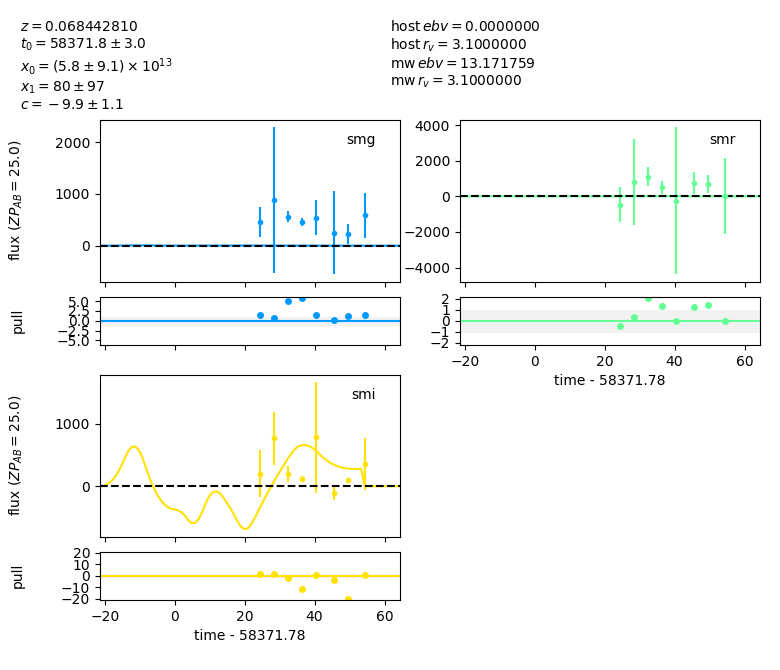 z = 0.068442810
t₀ = 58371.8 ± 3.0
x₀ = (5.8 ± 9.1) × 10¹³
x₁ = 80 ± 97
c = −9.9 ± 1.1
host ebv = 0.0000000
host r_v = 3.1000000
mw ebv = 13.171759
mw r_v = 3.1000000
smg
flux (ZP_AB = 25.0)
2000
1000
0
smr
4000
2000
0
−2000
−4000
pull
5.0
2.5
0.0
−2.5
−5.0
2
1
0
−1
−2
−20 0 20 40 60
time - 58371.78
smi
flux (ZP_AB = 25.0)
1000
0
pull
20
10
0
−10
−20
−20 0 20 40 60
time - 58371.78